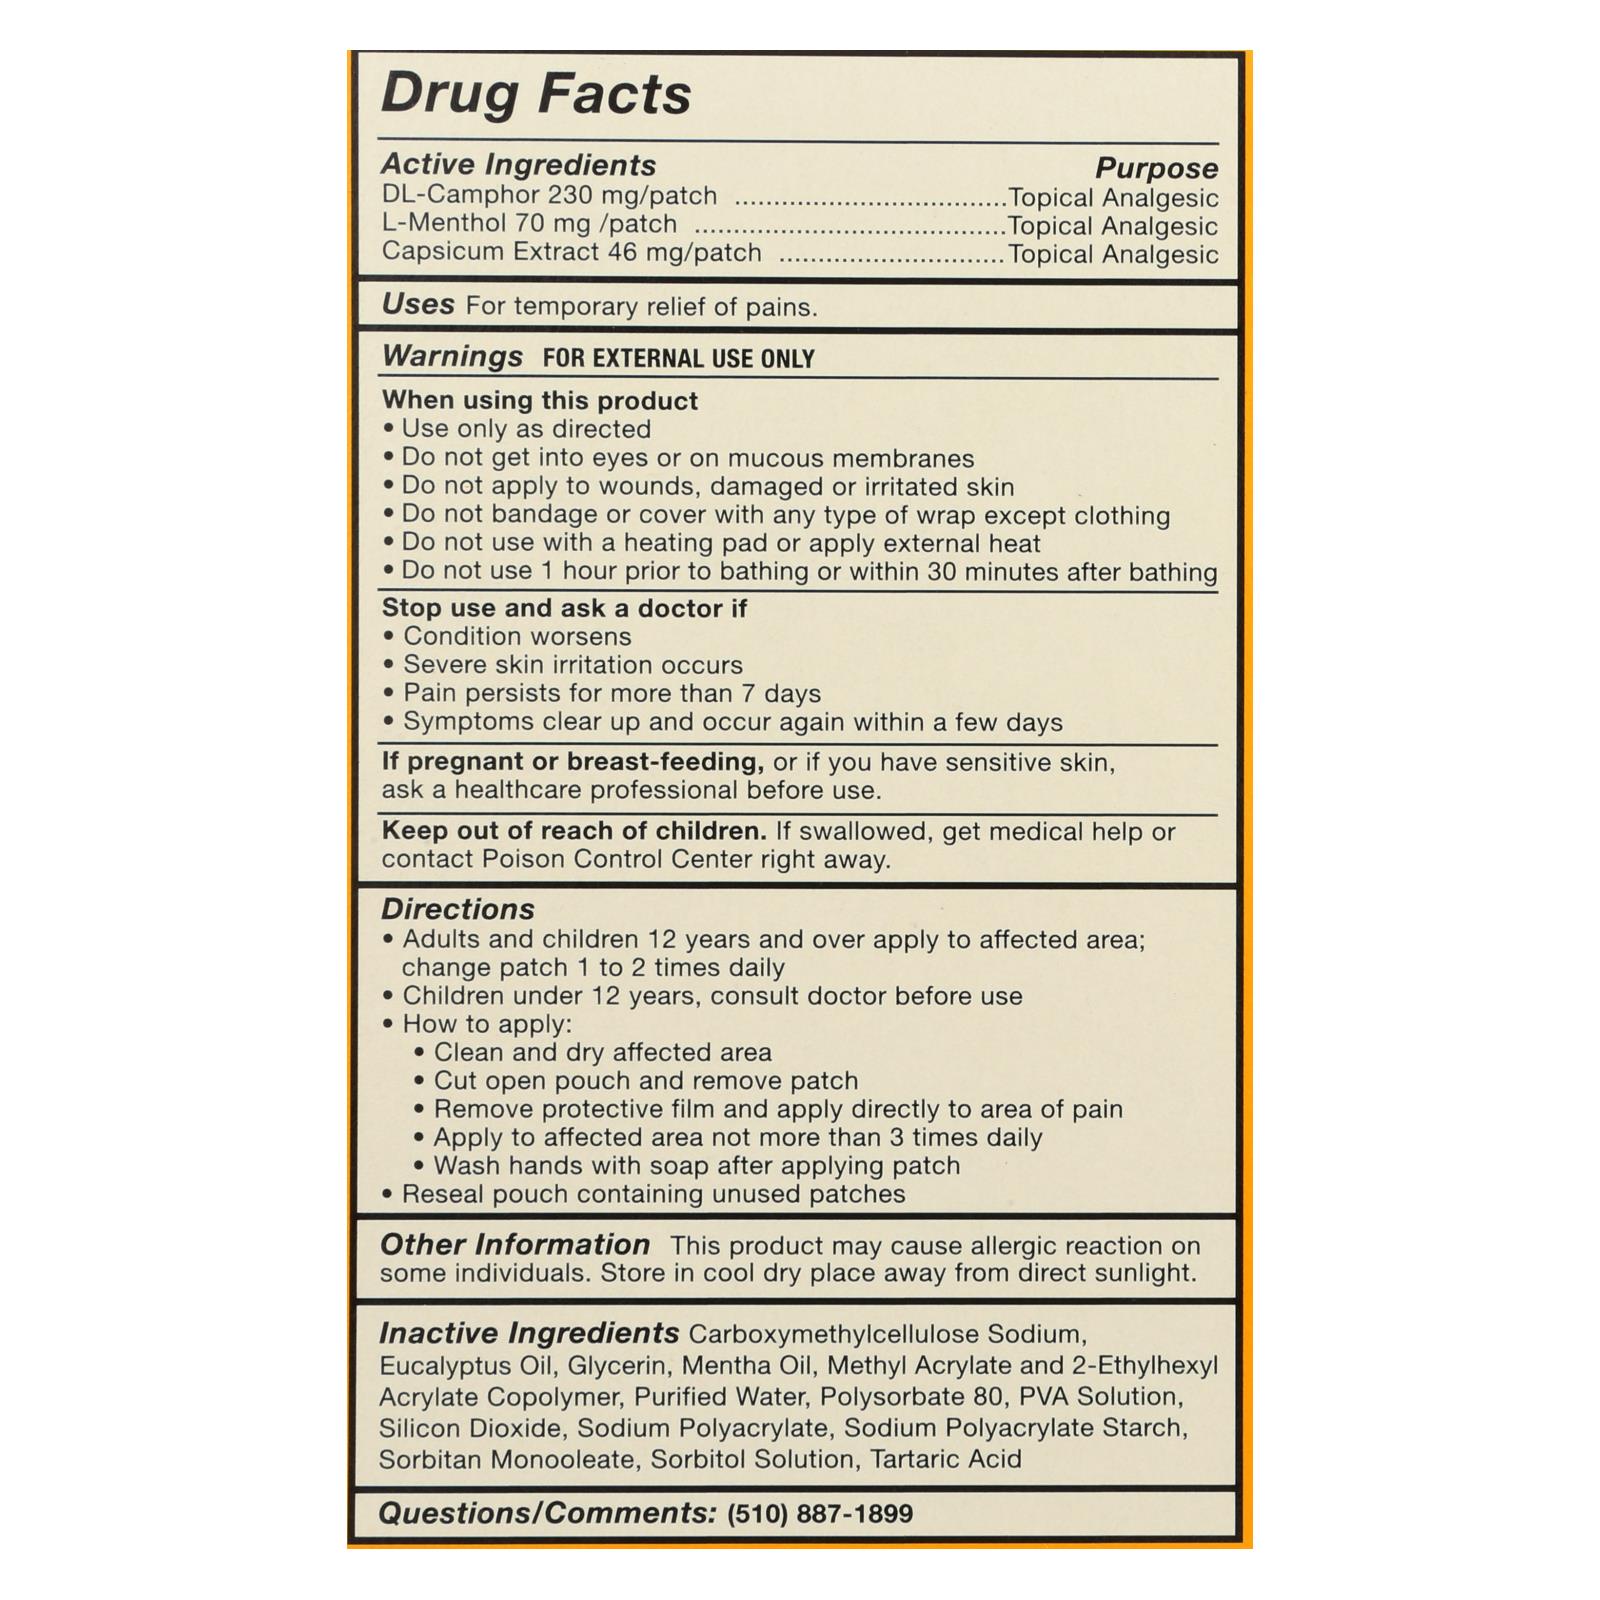 Drug Facts
Active Ingredients Purpose
DL-Camphor 230 mg/patch ..................................Topical Analgesic
L-Menthol 70 mg /patch .......................................Topical Analgesic
Capsicum Extract 46 mg/patch ............................Topical Analgesic
Uses For temporary relief of pains.
Warnings FOR EXTERNAL USE ONLY
When using this product
• Use only as directed
• Do not get into eyes or on mucous membranes
• Do not apply to wounds, damaged or irritated skin
• Do not bandage or cover with any type of wrap except clothing
• Do not use with a heating pad or apply external heat
• Do not use 1 hour prior to bathing or within 30 minutes after bathing
Stop use and ask a doctor if
• Condition worsens
• Severe skin irritation occurs
• Pain persists for more than 7 days
• Symptoms clear up and occur again within a few days
If pregnant or breast-feeding, or if you have sensitive skin,
ask a healthcare professional before use.
Keep out of reach of children. If swallowed, get medical help or
contact Poison Control Center right away.
Directions
• Adults and children 12 years and over apply to affected area;
change patch 1 to 2 times daily
• Children under 12 years, consult doctor before use
• How to apply:
• Clean and dry affected area
• Cut open pouch and remove patch
• Remove protective film and apply directly to area of pain
• Apply to affected area not more than 3 times daily
• Wash hands with soap after applying patch
• Reseal pouch containing unused patches
Other Information This product may cause allergic reaction on
some individuals. Store in cool dry place away from direct sunlight.
Inactive Ingredients Carboxymethylcellulose Sodium,
Eucalyptus Oil, Glycerin, Mentha Oil, Methyl Acrylate and 2-Ethylhexyl
Acrylate Copolymer, Purified Water, Polysorbate 80, PVA Solution,
Silicon Dioxide, Sodium Polyacrylate, Sodium Polyacrylate Starch,
Sorbitan Monooleate, Sorbitol Solution, Tartaric Acid
Questions/Comments: (510) 887-1899